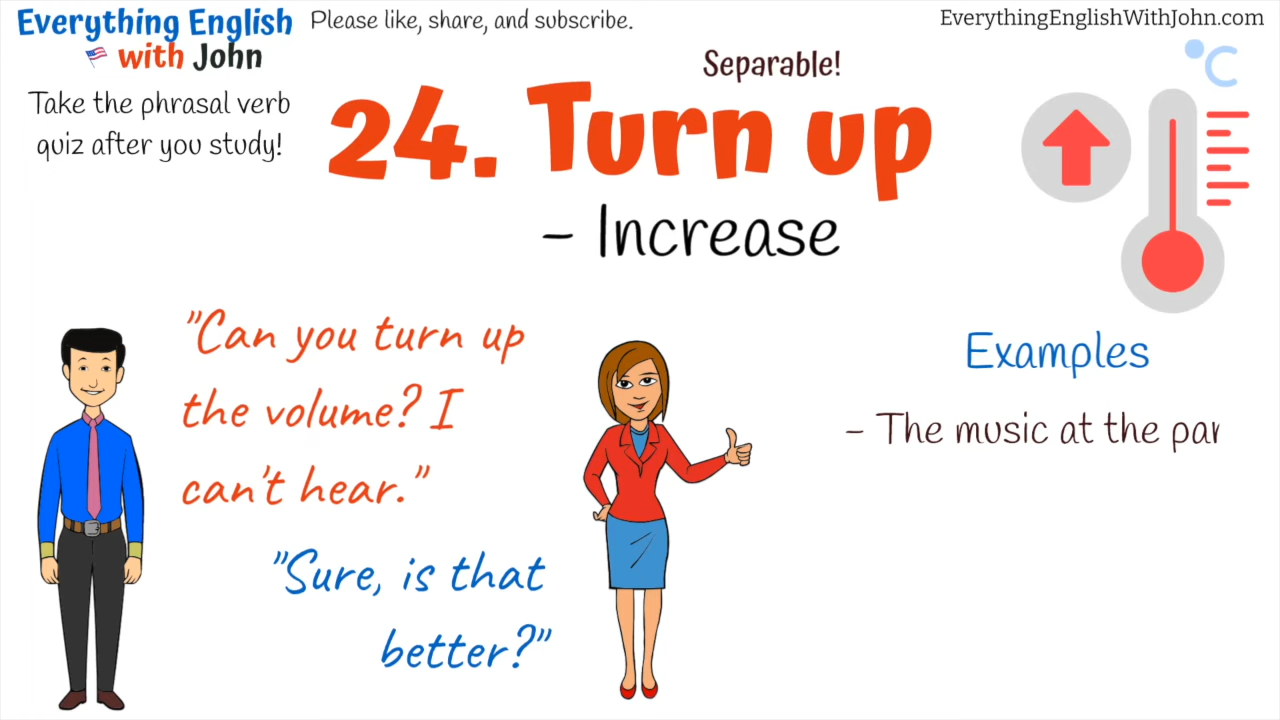 Everything English
with John
Please like, share, and subscribe.
EverythingEnglishWithJohn.com
Take the phrasal verb
quiz after you study!
Separable!
24. Turn up
- Increase
°C
"Can you turn up
the volume? I
can't hear."
"Sure, is that
better?"
Examples
- The music at the par